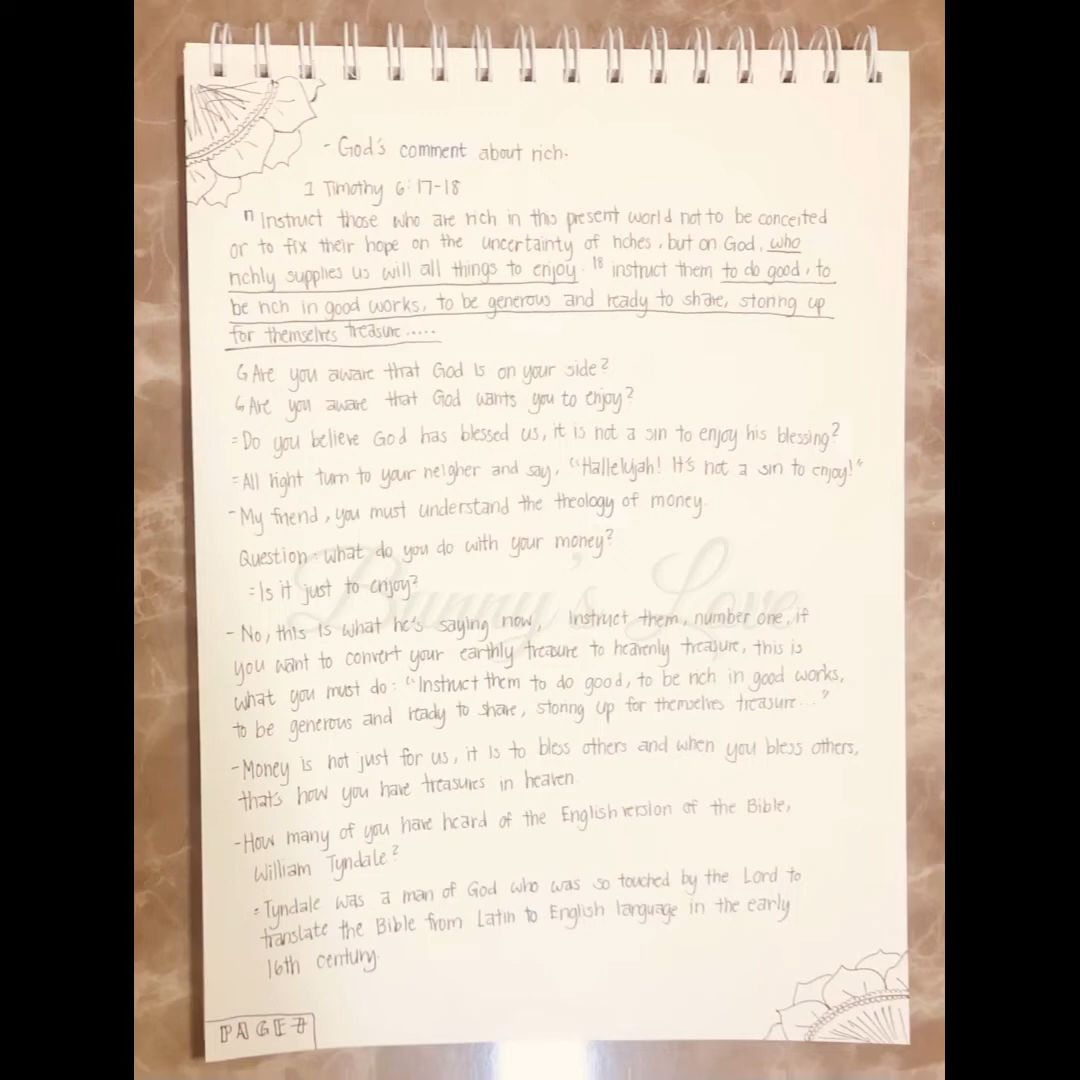 - God's comment about rich.
1 Timothy 6:17-18
17 Instruct those who are rich in this present world not to be conceited
or to fix their hope on the uncertainty of riches, but on God, who
richly supplies us will all things to enjoy. 18 instruct them to do good, to
be rich in good works, to be generous and ready to share, storing up
for themselves treasure.....
↳ Are you aware that God is on your side?
↳ Are you aware that God wants you to enjoy?
= Do you believe God has blessed us, it is not a sin to enjoy his blessing?
= All right turn to your neigher and say, "Hallelujah! It's not a sin to enjoy!"
- My friend, you must understand the theology of money.
Question: what do you do with your money?
= Is it just to enjoy?
Bunny's Love
- No, this is what he's saying now, Instruct them, number one, if
you want to convert your earthly treasure to heavenly treasure, this is
what you must do: "Instruct them to do good, to be rich in good works,
to be generous and ready to share, storing up for themselves treasure..."
- Money is not just for us, it is to bless others and when you bless others,
that's how you have treasures in heaven.
- How many of you have heard of the English version of the Bible,
William Tyndale?
= Tyndale was a man of God who was so touched by the Lord to
translate the Bible from Latin to English language in the early
16th century.
PAGE 7